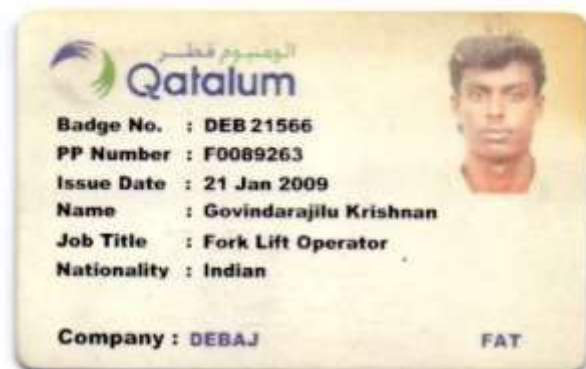 الومنيوم قطر
Qatalum
Badge No. : DEB 21566
PP Number : F0089263
Issue Date : 21 Jan 2009
Name : Govindarajilu Krishnan
Job Title : Fork Lift Operator
Nationality : Indian
Company : DEBAJ FAT